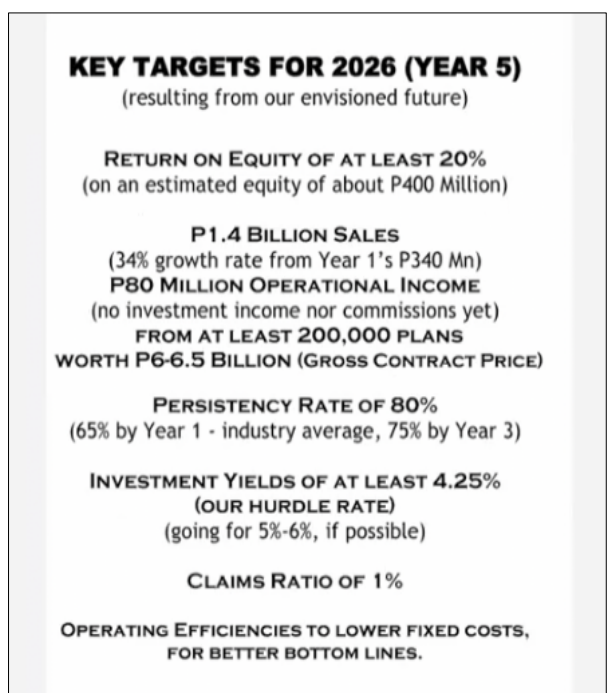 KEY TARGETS FOR 2026 (YEAR 5)
(resulting from our envisioned future)
RETURN ON EQUITY OF AT LEAST 20%
(on an estimated equity of about P400 Million)
P1.4 BILLION SALES
(34% growth rate from Year 1's P340 Mn)
P80 MILLION OPERATIONAL INCOME
(no investment income nor commissions yet)
FROM AT LEAST 200,000 PLANS
WORTH P6-6.5 BILLION (GROSS CONTRACT PRICE)
PERSISTENCY RATE OF 80%
(65% by Year 1 - industry average, 75% by Year 3)
INVESTMENT YIELDS OF AT LEAST 4.25%
(OUR HURDLE RATE)
(going for 5%-6%, if possible)
CLAIMS RATIO OF 1%
OPERATING EFFICIENCIES TO LOWER FIXED COSTS,
FOR BETTER BOTTOM LINES.